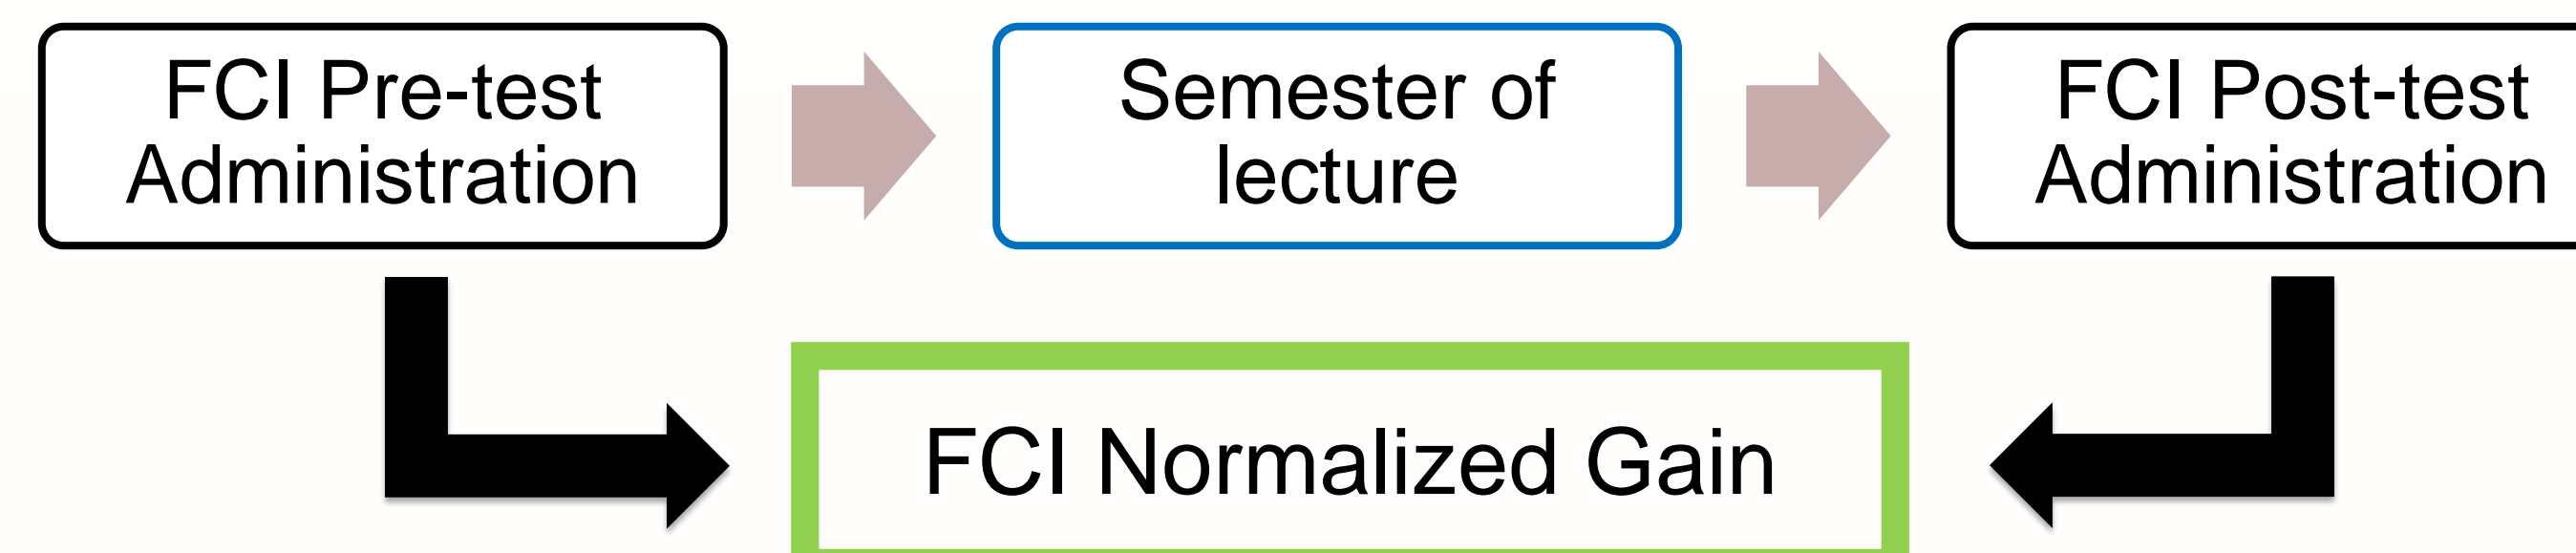 FCI Pre-test
Administration
Semester of
lecture
FCI Post-test
Administration
FCI Normalized Gain